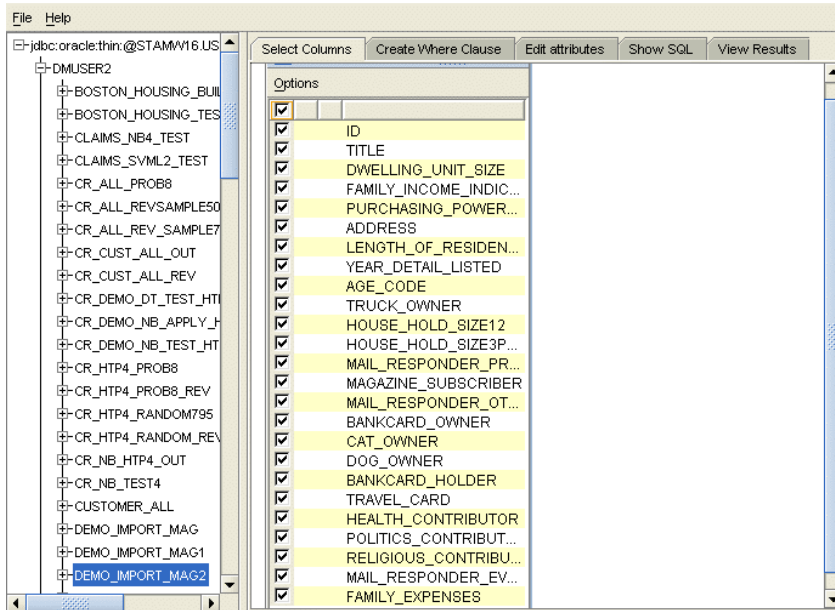 File Help
jdbc:oracle:thin:@STAMW16.US
DMUSER2
BOSTON_HOUSING_BUIL
BOSTON_HOUSING_TES
CLAIMS_NB4_TEST
CLAIMS_SVML2_TEST
CR_ALL_PROB8
CR_ALL_REVSAMPLE50
CR_ALL_REV_SAMPLE7
CR_CUST_ALL_OUT
CR_CUST_ALL_REV
CR_DEMO_DT_TEST_HTI
CR_DEMO_NB_APPLY_H
CR_DEMO_NB_TEST_HT
CR_HTP4_PROB8
CR_HTP4_PROB8_REV
CR_HTP4_RANDOM795
CR_HTP4_RANDOM_REV
CR_NB_HTP4_OUT
CR_NB_TEST4
CUSTOMER_ALL
DEMO_IMPORT_MAG
DEMO_IMPORT_MAG1
DEMO_IMPORT_MAG2
Select Columns Create Where Clause Edit attributes Show SQL View Results
Options
ID
TITLE
DWELLING_UNIT_SIZE
FAMILY_INCOME_INDIC...
PURCHASING_POWER...
ADDRESS
LENGTH_OF_RESIDEN...
YEAR_DETAIL_LISTED
AGE_CODE
TRUCK_OWNER
HOUSE_HOLD_SIZE12
HOUSE_HOLD_SIZE3P...
MAIL_RESPONDER_PR...
MAGAZINE_SUBSCRIBER
MAIL_RESPONDER_OT...
BANKCARD_OWNER
CAT_OWNER
DOG_OWNER
BANKCARD_HOLDER
TRAVEL_CARD
HEALTH_CONTRIBUTOR
POLITICS_CONTRIBUT...
RELIGIOUS_CONTRIBU...
MAIL_RESPONDER_EV...
FAMILY_EXPENSES